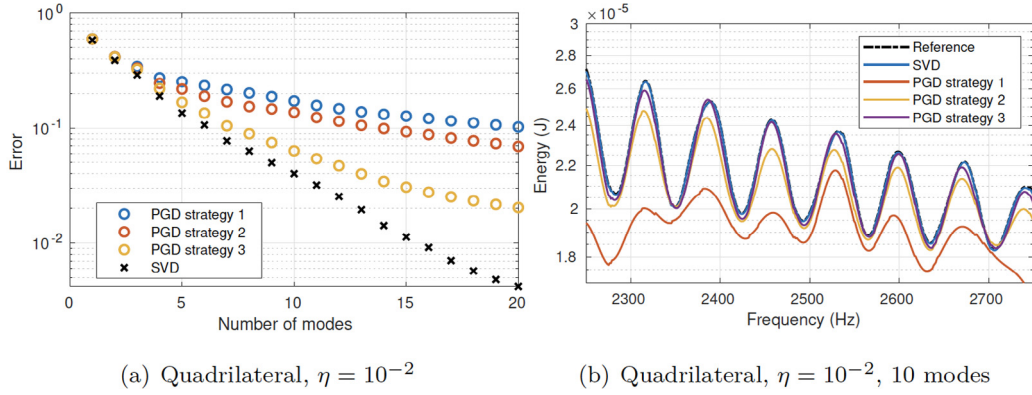 10^0
10^-1
10^-2
Error
PGD strategy 1
PGD strategy 2
PGD strategy 3
SVD
0 5 10 15 20
Number of modes
(a) Quadrilateral, η = 10^-2
×10^-5
3
2.6
2.4
2.2
2
1.8
Energy (J)
Reference
SVD
PGD strategy 1
PGD strategy 2
PGD strategy 3
2300 2400 2500 2600 2700
Frequency (Hz)
(b) Quadrilateral, η = 10^-2, 10 modes